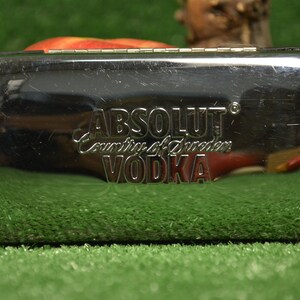 ABSOLUT®
Country of Sweden
VODKA